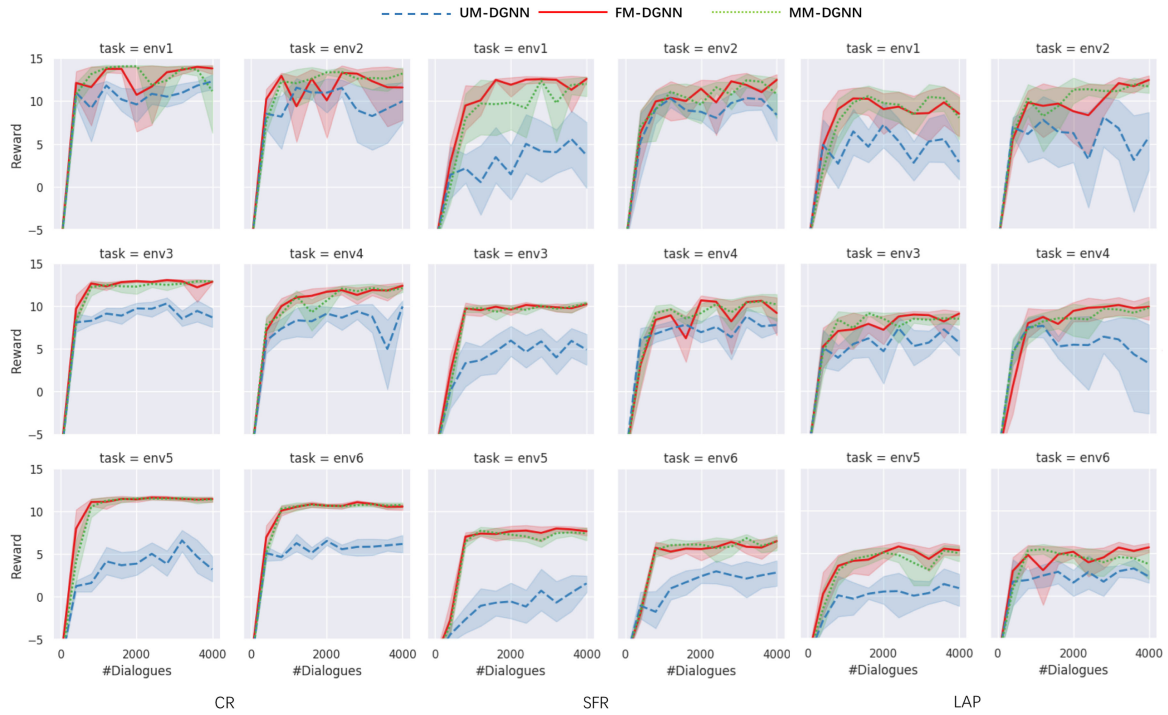 UM-DGNN FM-DGNN MM-DGNN
task = env1 task = env2 task = env1 task = env2 task = env1 task = env2
15
10
5
0
−5
Reward
task = env3 task = env4 task = env3 task = env4 task = env3 task = env4
15
10
5
0
−5
Reward
task = env5 task = env6 task = env5 task = env6 task = env5 task = env6
15
10
5
0
−5
Reward
0 2000 4000 0 2000 4000 0 2000 4000 0 2000 4000 0 2000 4000 0 2000 4000
#Dialogues #Dialogues #Dialogues #Dialogues #Dialogues #Dialogues
CR SFR LAP